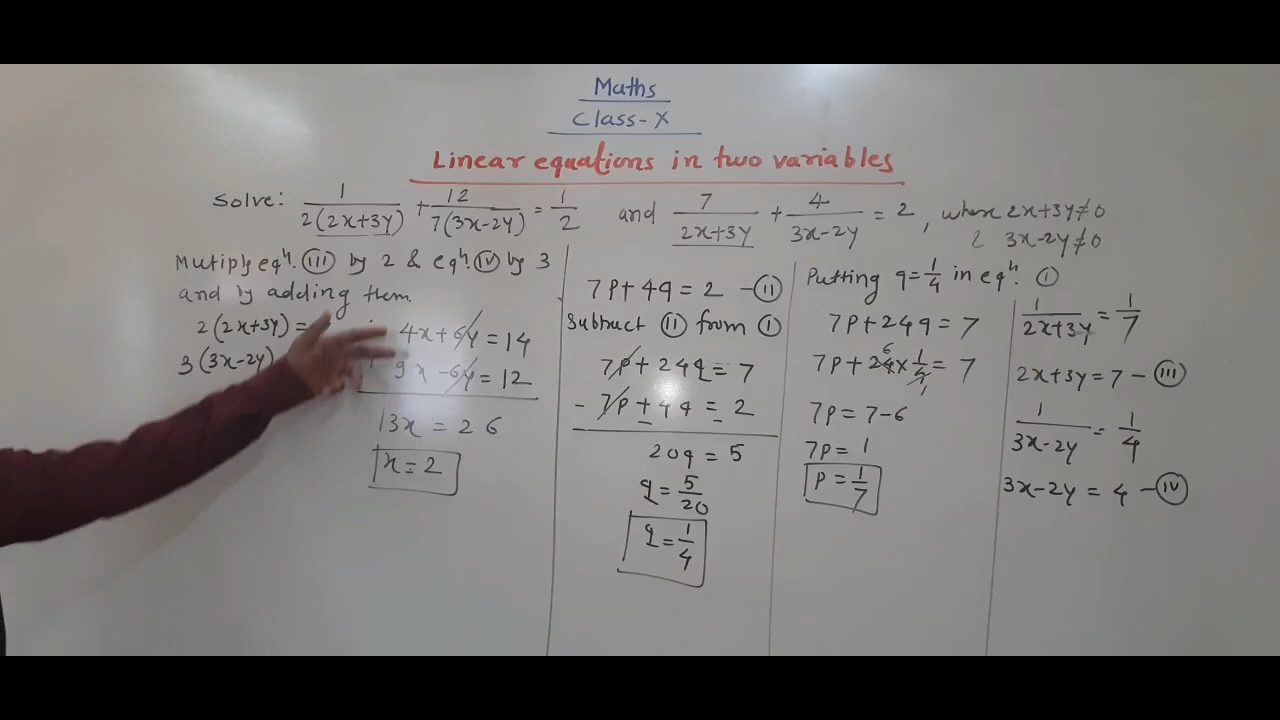 Maths
Class-X
Linear equations in two variables
Solve: 1/2(2x+3y) + 12/7(3x-2y) = 1/2 and 7/2x+3y + 4/3x-2y = 2, where 2x+3y≠0
& 3x-2y≠0
Mutiply eqⁿ. (III) by 2 & eqⁿ. (IV) by 3
and by adding them.
2(2x+3y) =
3(3x-2y)
4x+6y = 14
9x-6y = 12
13x = 26
x = 2
7p+4q = 2 - (II)
Subtract (II) from (I)
7p+24q = 7
- 7p+4q = 2
- -
20q = 5
q = 5/20
q = 1/4
Putting q = 1/4 in eqⁿ. (I)
7p+24q = 7
6
7p+24×1/4 = 7
1
7p = 7-6
7p = 1
p = 1/7
1/2x+3y = 1/7
2x+3y = 7 - (III)
1/3x-2y = 1/4
3x-2y = 4 - (IV)